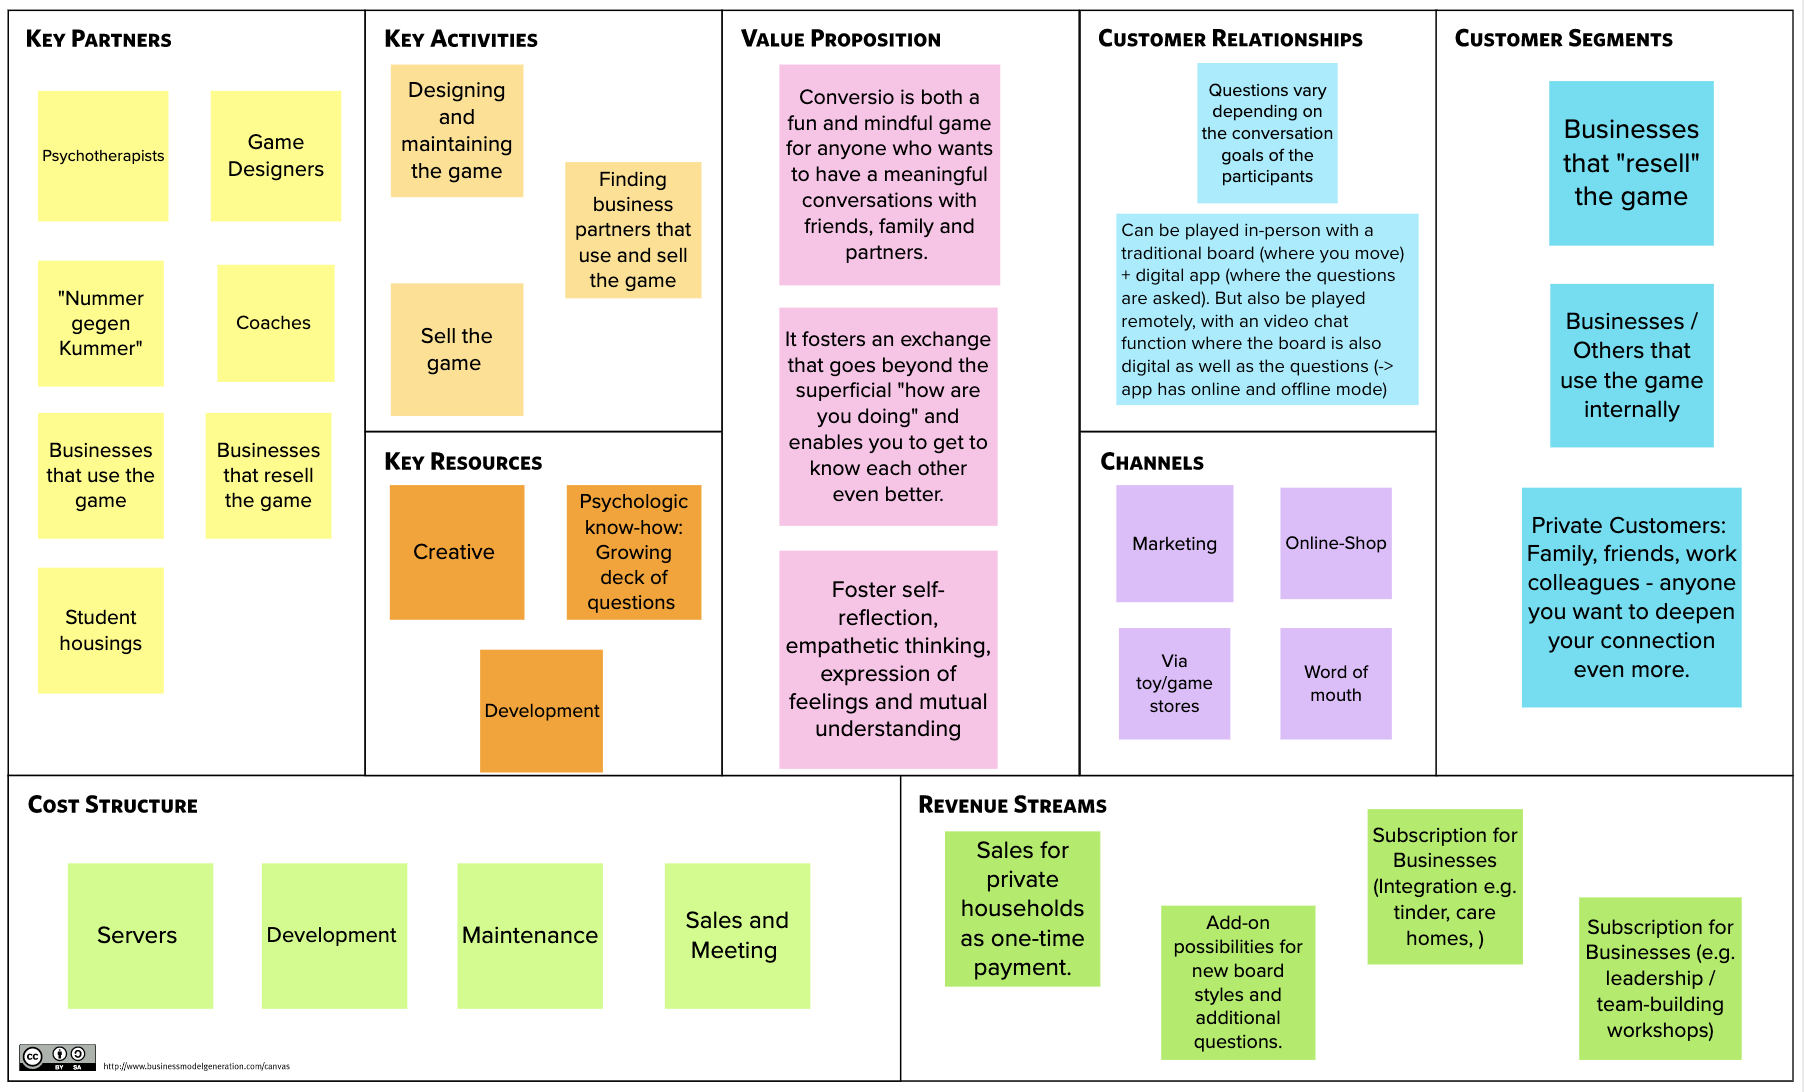 KEY PARTNERS
Psychotherapists
Game
Designers
"Nummer
gegen
Kummer"
Coaches
Businesses
that use the
game
Businesses
that resell
the game
Student
housings
KEY ACTIVITIES
Designing
and
maintaining
the game
Finding
business
partners that
use and sell
the game
Sell the
game
KEY RESOURCES
Creative
Psychologic
know-how:
Growing
deck of
questions
Development
VALUE PROPOSITION
Conversio is both a
fun and mindful game
for anyone who wants
to have a meaningful
conversations with
friends, family and
partners.
It fosters an exchange
that goes beyond the
superficial "how are
you doing" and
enables you to get to
know each other
even better.
Foster self-
reflection,
empathetic thinking,
expression of
feelings and mutual
understanding
CUSTOMER RELATIONSHIPS
Questions vary
depending on
the conversation
goals of the
participants
Can be played in-person with a
traditional board (where you move)
+ digital app (where the questions
are asked). But also be played
remotely, with an video chat
function where the board is also
digital as well as the questions (->
app has online and offline mode)
CHANNELS
Marketing
Online-Shop
Via
toy/game
stores
Word of
mouth
CUSTOMER SEGMENTS
Businesses
that "resell"
the game
Businesses /
Others that
use the game
internally
Private Customers:
Family, friends, work
colleagues - anyone
you want to deepen
your connection
even more.
COST STRUCTURE
Servers
Development
Maintenance
Sales and
Meeting
REVENUE STREAMS
Sales for
private
households
as one-time
payment.
Add-on
possibilities for
new board
styles and
additional
questions.
Subscription for
Businesses
(Integration e.g.
tinder, care
homes, )
Subscription for
Businesses (e.g.
leadership /
team-building
workshops)
cc BY SA
http://www.businessmodelgeneration.com/canvas